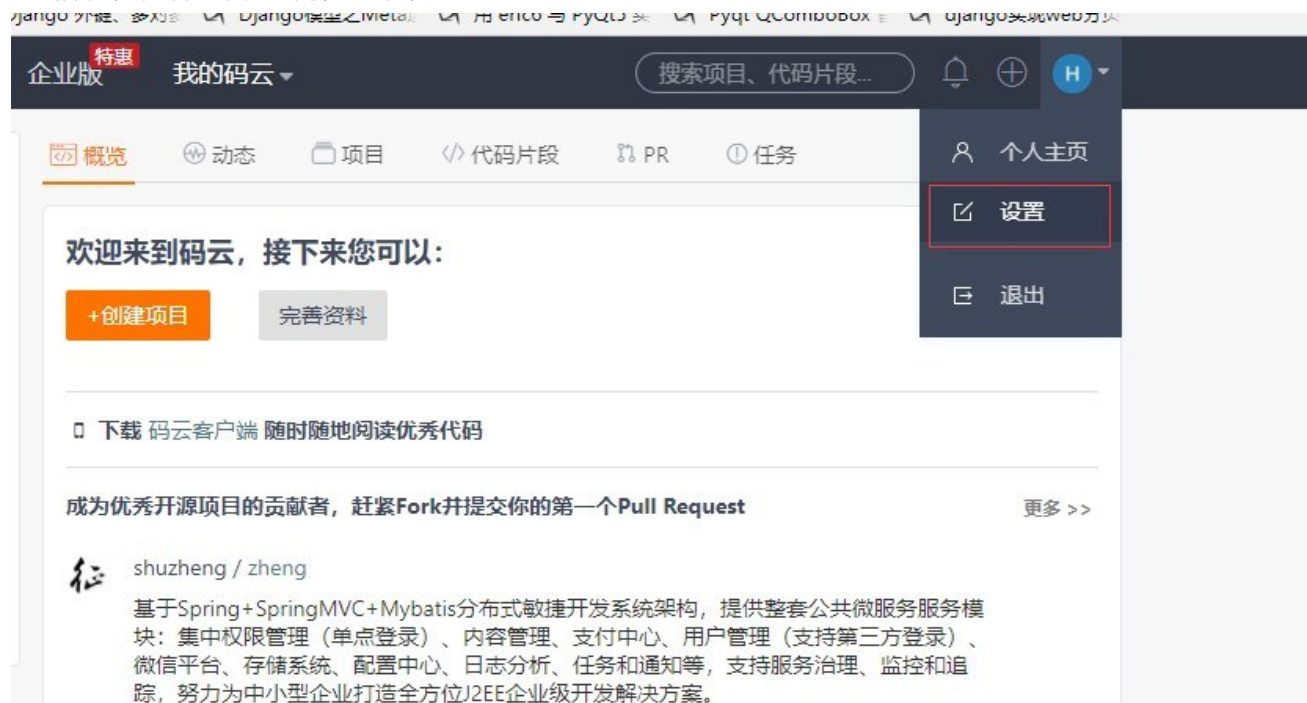 特惠
企业版 我的码云 搜索项目、代码片段... H
概览 动态 项目 代码片段 PR 任务
个人主页
设置
退出
欢迎来到码云，接下来您可以：
+创建项目 完善资料
下载 码云客户端 随时随地阅读优秀代码
成为优秀开源项目的贡献者，赶紧Fork并提交你的第一个Pull Request 更多 >>
征
shuzheng / zheng
基于Spring+SpringMVC+Mybatis分布式敏捷开发系统架构，提供整套公共微服务服务模
块：集中权限管理（单点登录）、内容管理、支付中心、用户管理（支持第三方登录）、
微信平台、存储系统、配置中心、日志分析、任务和通知等，支持服务治理、监控和追
踪，努力为中小型企业打造全方位J2EE企业级开发解决方案。